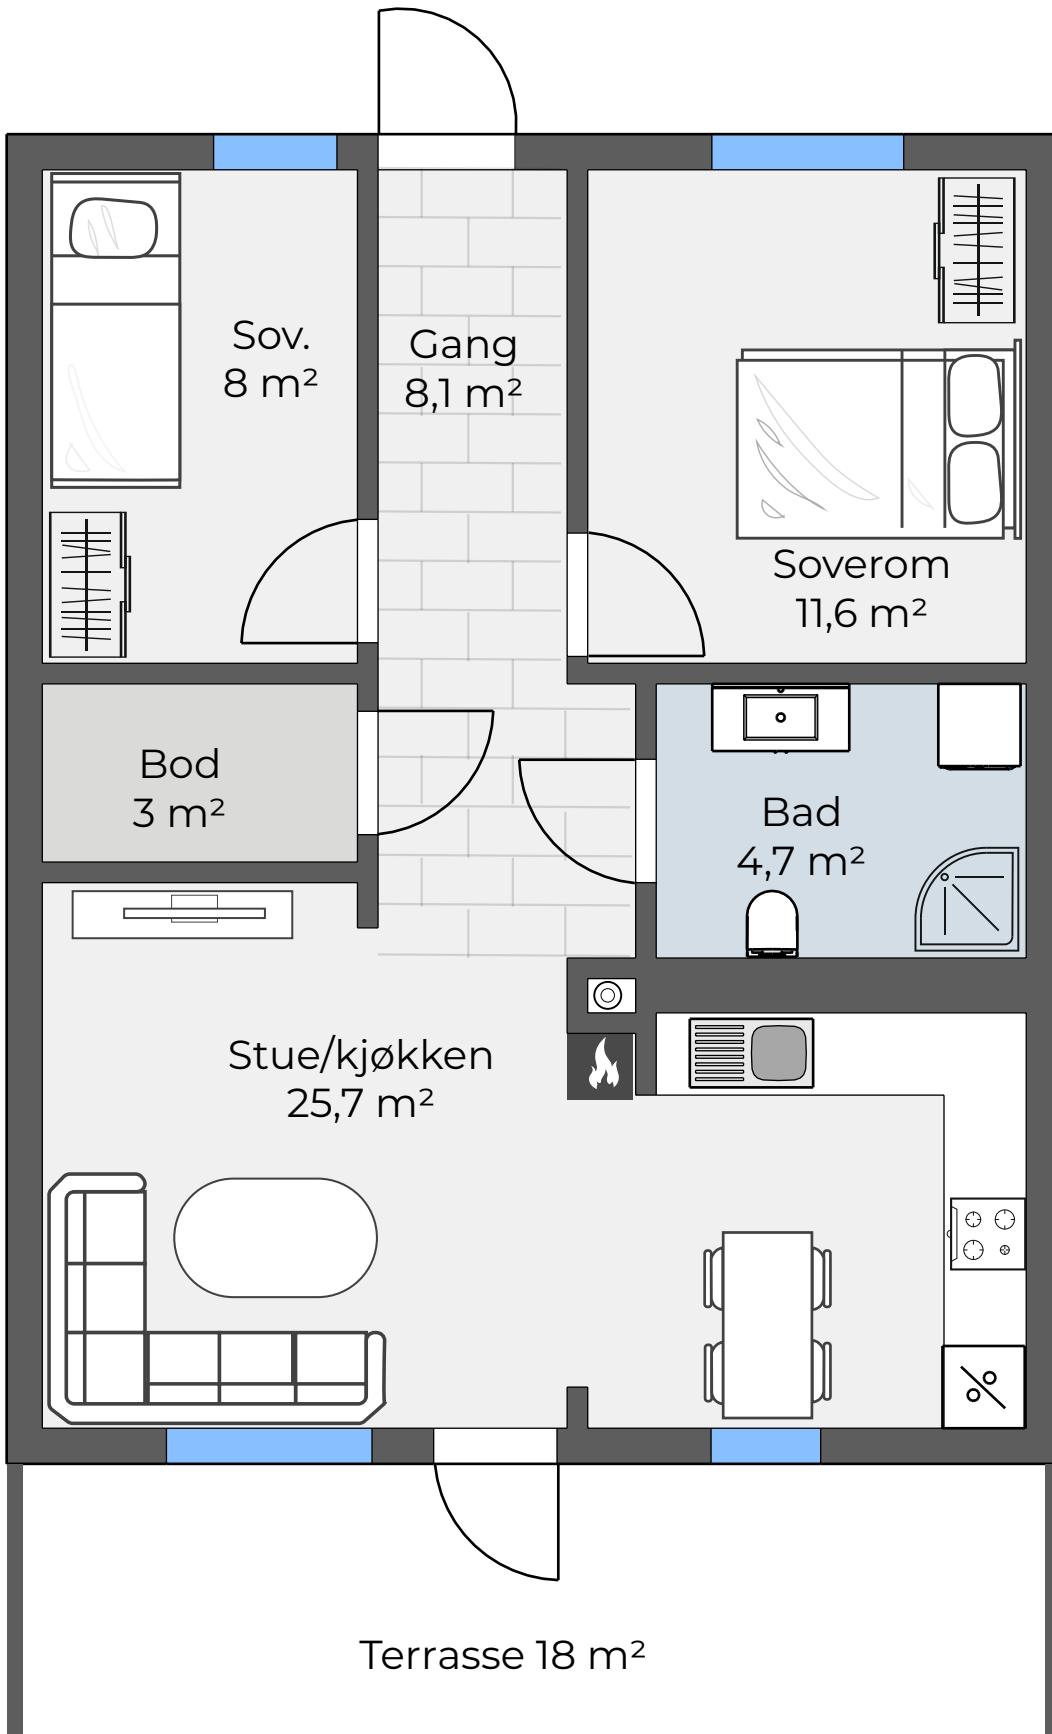 Sov.
8 m²
Gang
8,1 m²
Soverom
11,6 m²
Bod
3 m²
Bad
4,7 m²
Stue/kjøkken
25,7 m²
Terrasse 18 m²